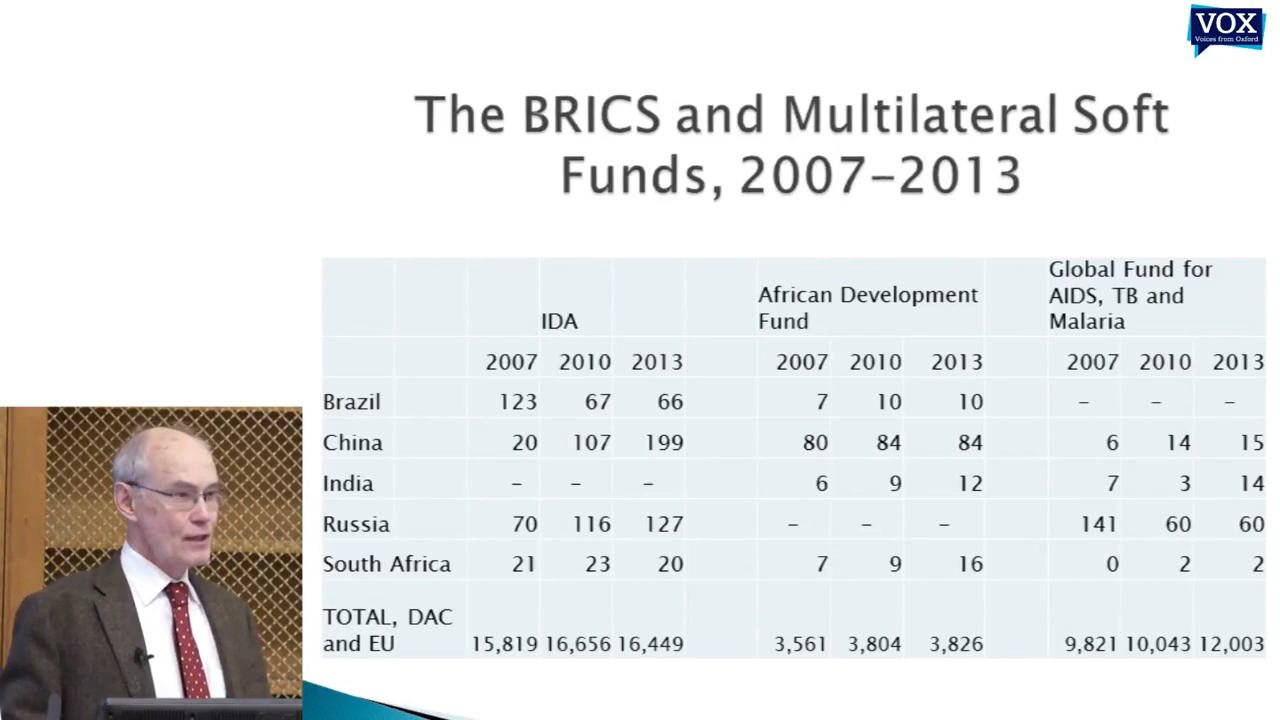 VOX
Voices from Oxford
The BRICS and Multilateral Soft
Funds, 2007-2013
IDA African Development Fund Global Fund for AIDS, TB and Malaria
2007 2010 2013 2007 2010 2013 2007 2010 2013
Brazil 123 67 66 7 10 10 - - -
China 20 107 199 80 84 84 6 14 15
India - - - 6 9 12 7 3 14
Russia 70 116 127 - - - 141 60 60
South Africa 21 23 20 7 9 16 0 2 2
TOTAL, DAC
and EU 15,819 16,656 16,449 3,561 3,804 3,826 9,821 10,043 12,003